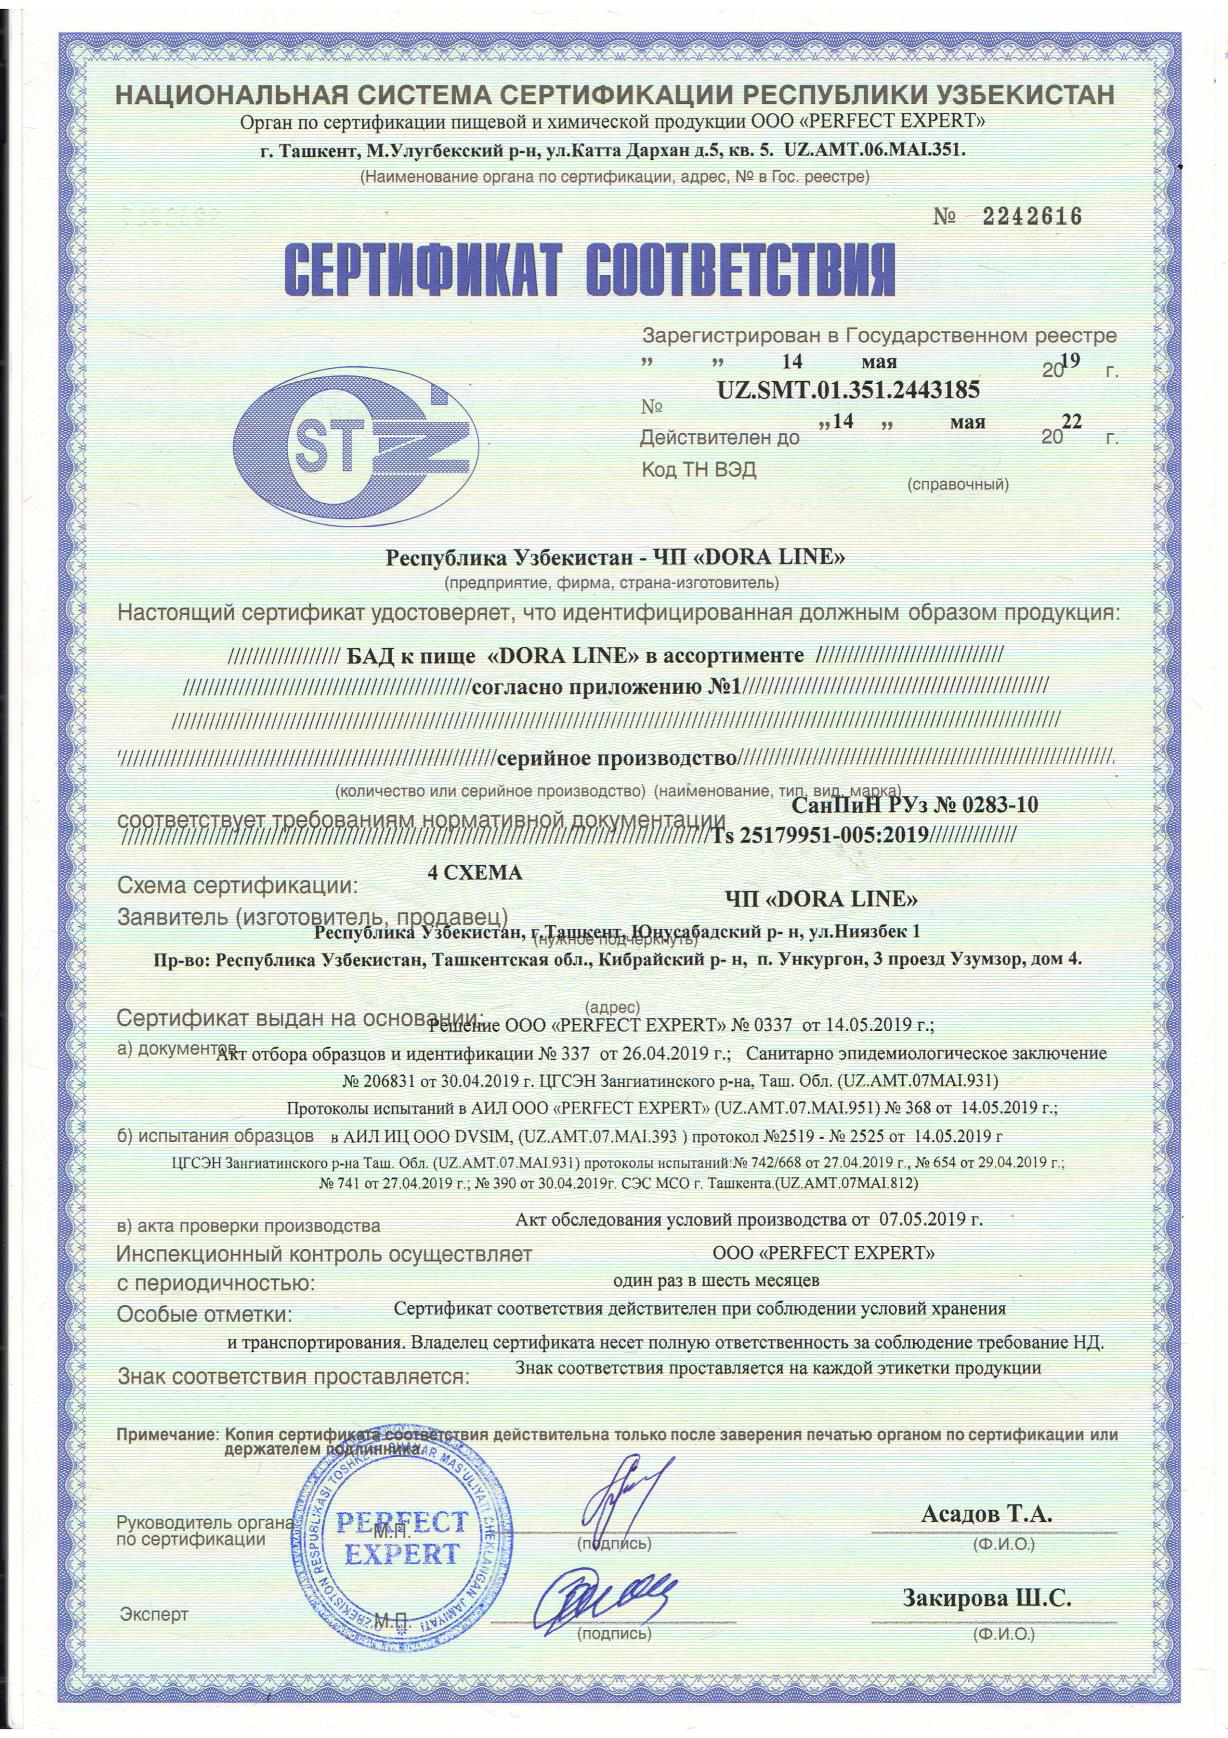 НАЦИОНАЛЬНАЯ СИСТЕМА СЕРТИФИКАЦИИ РЕСПУБЛИКИ УЗБЕКИСТАН
Орган по сертификации пищевой и химической продукции ООО «PERFECT EXPERT»
г. Ташкент, М.Улугбекский р-н, ул.Катта Дархан д.5, кв. 5. UZ.AMT.06.MAI.351.
(Наименование органа по сертификации, адрес, № в Гос. реестре)
№ 2242616
СЕРТИФИКАТ СООТВЕТСТВИЯ
Зарегистрирован в Государственном реестре
„ „ 14 мая 2019 г.
№ UZ.SMT.01.351.2443185
Действителен до „14 „ мая 2022 г.
Код ТН ВЭД
(справочный)
ST
Республика Узбекистан - ЧП «DORA LINE»
(предприятие, фирма, страна-изготовитель)
Настоящий сертификат удостоверяет, что идентифицированная должным образом продукция:
БАД к пище «DORA LINE» в ассортименте
согласно приложению №1
серийное производство
(количество или серийное производство) (наименование, тип, вид, марка)
соответствует требованиям нормативной документации СанПиН РУз № 0283-10
Ts 25179951-005:2019
Схема сертификации: 4 СХЕМА
Заявитель (изготовитель, продавец) ЧП «DORA LINE»
(нужное подчеркнуть)
Республика Узбекистан, г.Ташкент, Юнусабадский р- н, ул.Ниязбек 1
Пр-во: Республика Узбекистан, Ташкентская обл., Кибрайский р- н, п. Ункургон, 3 проезд Узумзор, дом 4.
(адрес)
Сертификат выдан на основании: Решение ООО «PERFECT EXPERT» № 0337 от 14.05.2019 г.;
а) документов Акт отбора образцов и идентификации № 337 от 26.04.2019 г.; Санитарно эпидемиологическое заключение
№ 206831 от 30.04.2019 г. ЦГСЭН Зангиатинского р-на, Таш. Обл. (UZ.AMT.07MAI.931)
Протоколы испытаний в АИЛ ООО «PERFECT EXPERT» (UZ.AMT.07.MAI.951) № 368 от 14.05.2019 г.;
б) испытания образцов в АИЛ ИЦ ООО DVSIM, (UZ.AMT.07.MAI.393 ) протокол №2519 - № 2525 от 14.05.2019 г
ЦГСЭН Зангиатинского р-на Таш. Обл. (UZ.AMT.07.MAI.931) протоколы испытаний:№ 742/668 от 27.04.2019 г., № 654 от 29.04.2019 г.;
№ 741 от 27.04.2019 г.; № 390 от 30.04.2019г. СЭС МСО г. Ташкента.(UZ.AMT.07MAI.812)
в) акта проверки производства Акт обследования условий производства от 07.05.2019 г.
Инспекционный контроль осуществляет ООО «PERFECT EXPERT»
с периодичностью: один раз в шесть месяцев
Особые отметки: Сертификат соответствия действителен при соблюдении условий хранения
и транспортирования. Владелец сертификата несет полную ответственность за соблюдение требование НД.
Знак соответствия проставляется: Знак соответствия проставляется на каждой этикетки продукции
Примечание: Копия сертификата соответствия действительна только после заверения печатью органом по сертификации или
держателем подлинника.
Руководитель органа
по сертификации
М.П.
(подпись)
Асадов Т.А.
(Ф.И.О.)
PERFECT
EXPERT
Эксперт
М.П.
(подпись)
Закирова Ш.С.
(Ф.И.О.)